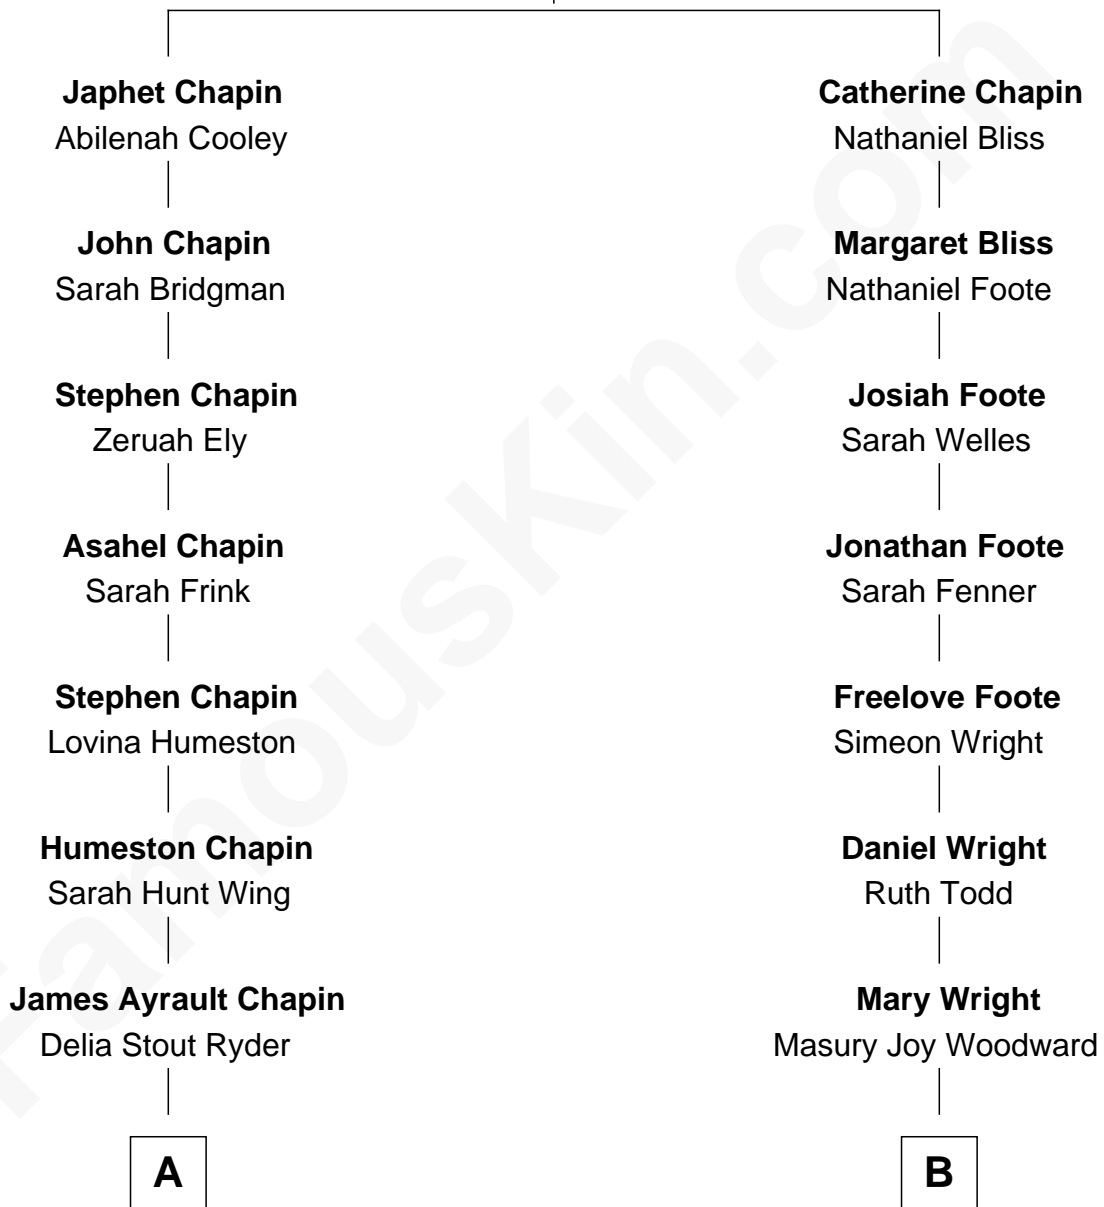 Japhet Chapin
Abilenah Cooley
John Chapin
Sarah Bridgman
Stephen Chapin
Zeruah Ely
Asahel Chapin
Sarah Frink
Stephen Chapin
Lovina Humeston
Humeston Chapin
Sarah Hunt Wing
James Ayrault Chapin
Delia Stout Ryder
A
Catherine Chapin
Nathaniel Bliss
Margaret Bliss
Nathaniel Foote
Josiah Foote
Sarah Welles
Jonathan Foote
Sarah Fenner
Freelove Foote
Simeon Wright
Daniel Wright
Ruth Todd
Mary Wright
Masury Joy Woodward
B
FamousKin.com